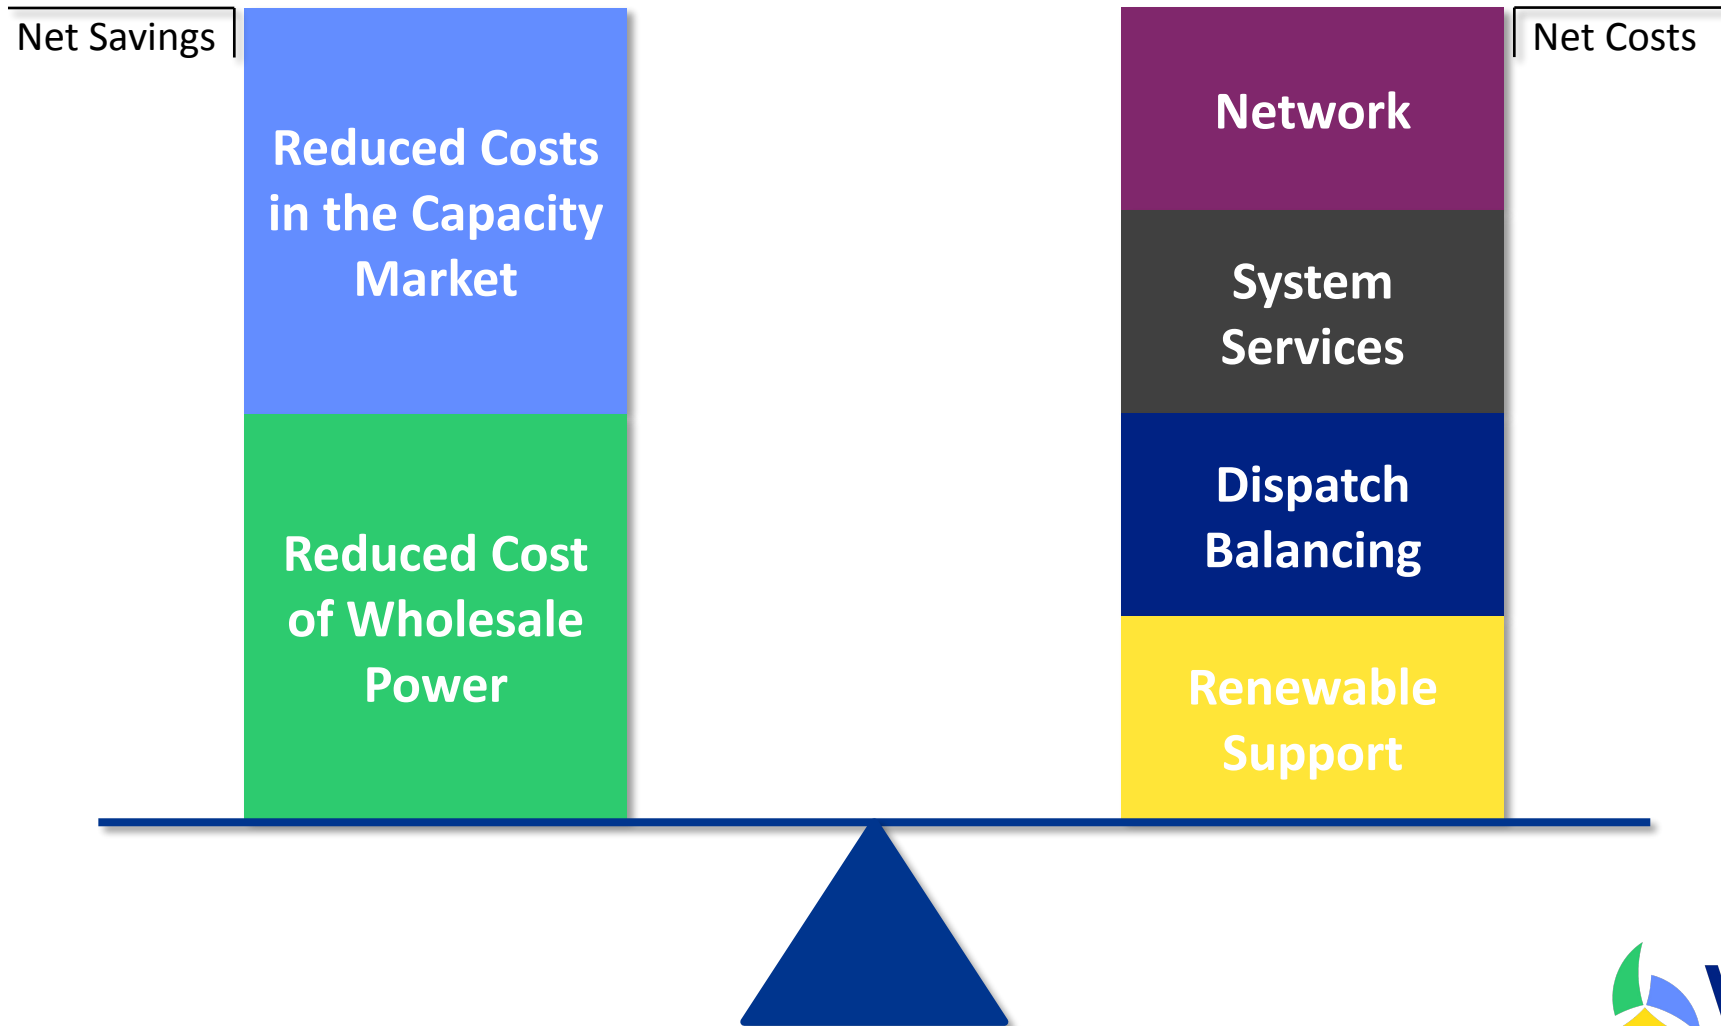 Net Savings
Reduced Costs
in the Capacity
Market
Reduced Cost
of Wholesale
Power
Network
System
Services
Dispatch
Balancing
Renewable
Support
Net Costs